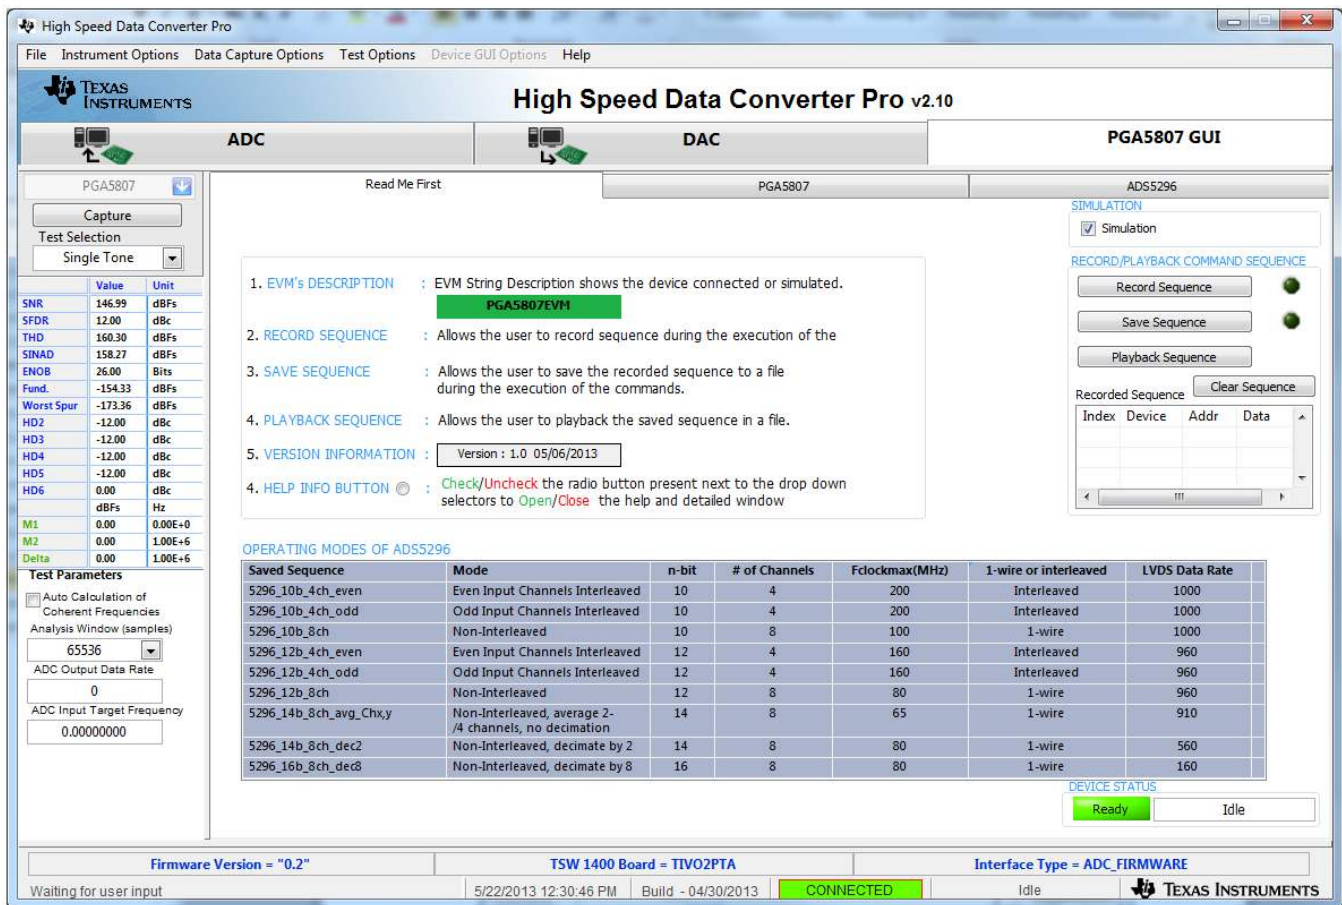 High Speed Data Converter Pro
File Instrument Options Data Capture Options Test Options Device GUI Options Help
TEXAS INSTRUMENTS
High Speed Data Converter Pro v2.10
ADC
DAC
PGA5807 GUI
PGA5807
Capture
Test Selection
Single Tone
Value Unit
SNR 146.99 dBFs
SFDR 12.00 dBc
THD 160.30 dBFs
SINAD 158.27 dBFs
ENOB 26.00 Bits
Fund. -154.33 dBFs
Worst Spur -173.36 dBFs
HD2 -12.00 dBc
HD3 -12.00 dBc
HD4 -12.00 dBc
HD5 -12.00 dBc
HD6 0.00 dBc
dBFs Hz
M1 0.00 0.00E+0
M2 0.00 1.00E+6
Delta 0.00 1.00E+6
Test Parameters
Auto Calculation of
Coherent Frequencies
Analysis Window (samples)
65536
ADC Output Data Rate
0
ADC Input Target Frequency
0.00000000
Read Me First
PGA5807
ADS5296
1. EVM's DESCRIPTION : EVM String Description shows the device connected or simulated.
PGA5807EVM
2. RECORD SEQUENCE : Allows the user to record sequence during the execution of the
3. SAVE SEQUENCE : Allows the user to save the recorded sequence to a file
during the execution of the commands.
4. PLAYBACK SEQUENCE : Allows the user to playback the saved sequence in a file.
5. VERSION INFORMATION : Version : 1.0 05/06/2013
4. HELP INFO BUTTON : Check/Uncheck the radio button present next to the drop down
selectors to Open/Close the help and detailed window
SIMULATION
Simulation
RECORD/PLAYBACK COMMAND SEQUENCE
Record Sequence
Save Sequence
Playback Sequence
Recorded Sequence Clear Sequence
Index Device Addr Data
OPERATING MODES OF ADS5296
Saved Sequence Mode n-bit # of Channels Fclockmax(MHz) 1-wire or interleaved LVDS Data Rate
5296_10b_4ch_even Even Input Channels Interleaved 10 4 200 Interleaved 1000
5296_10b_4ch_odd Odd Input Channels Interleaved 10 4 200 Interleaved 1000
5296_10b_8ch Non-Interleaved 10 8 100 1-wire 1000
5296_12b_4ch_even Even Input Channels Interleaved 12 4 160 Interleaved 960
5296_12b_4ch_odd Odd Input Channels Interleaved 12 4 160 Interleaved 960
5296_12b_8ch Non-Interleaved 12 8 80 1-wire 960
5296_14b_8ch_avg_Chx,y Non-Interleaved, average 2- 14 8 65 1-wire 910
/4 channels, no decimation
5296_14b_8ch_dec2 Non-Interleaved, decimate by 2 14 8 80 1-wire 560
5296_16b_8ch_dec8 Non-Interleaved, decimate by 8 16 8 80 1-wire 160
DEVICE STATUS
Ready Idle
Firmware Version = "0.2" TSW 1400 Board = TIVO2PTA Interface Type = ADC_FIRMWARE
Waiting for user input 5/22/2013 12:30:46 PM Build - 04/30/2013 CONNECTED Idle TEXAS INSTRUMENTS